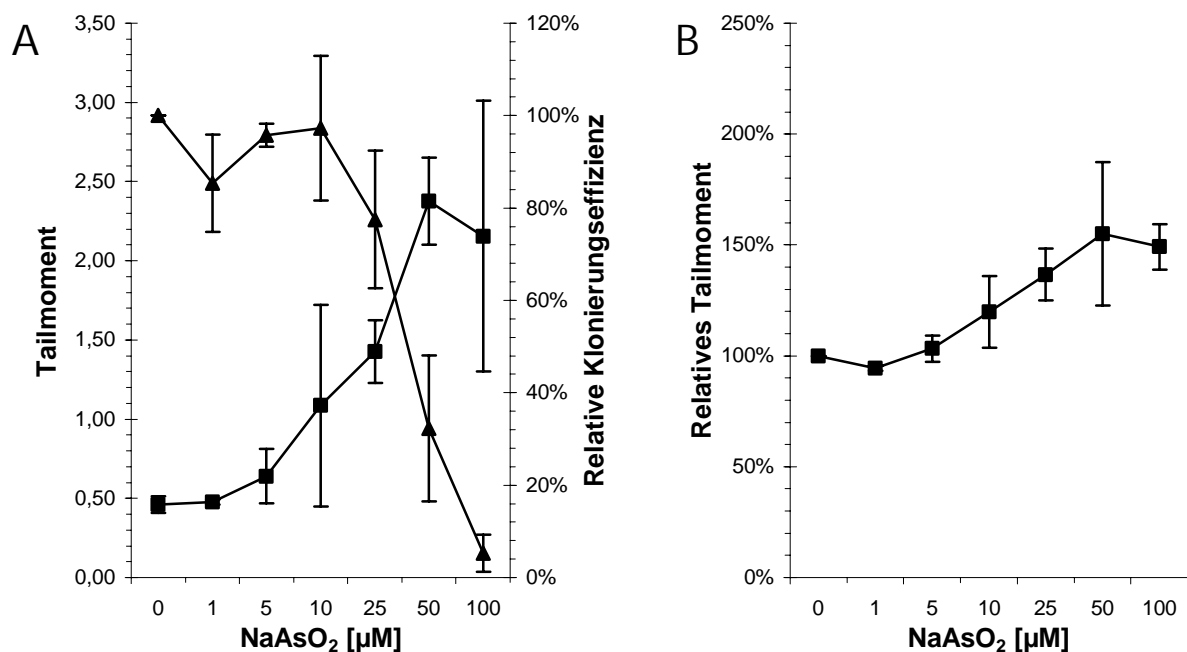 A
3,50
3,00
2,50
2,00
1,50
1,00
0,50
0,00
Tailmoment
120%
100%
80%
60%
40%
20%
0%
Relative Klonierungseffizienz
0 1 5 10 25 50 100
NaAsO₂ [µM]
B
250%
200%
150%
100%
50%
0%
Relatives Tailmoment
0 1 5 10 25 50 100
NaAsO₂ [µM]